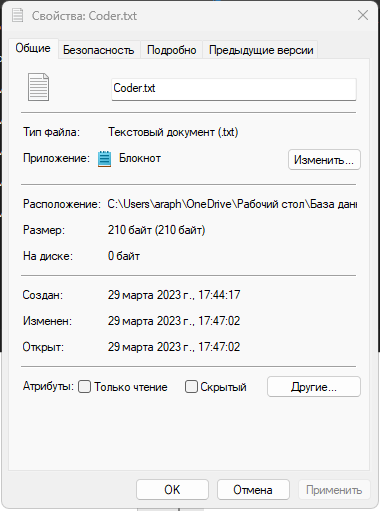 Свойства: Coder.txt
Общие Безопасность Подробно Предыдущие версии
Coder.txt
Тип файла: Текстовый документ (.txt)
Приложение: Блокнот Изменить...
Расположение: C:\Users\araph\OneDrive\Рабочий стол\База дан
Размер: 210 байт (210 байт)
На диске: 0 байт
Создан: 29 марта 2023 г., 17:44:17
Изменен: 29 марта 2023 г., 17:47:02
Открыт: 29 марта 2023 г., 17:47:02
Атрибуты: Только чтение Скрытый Другие...
OK Отмена Применить